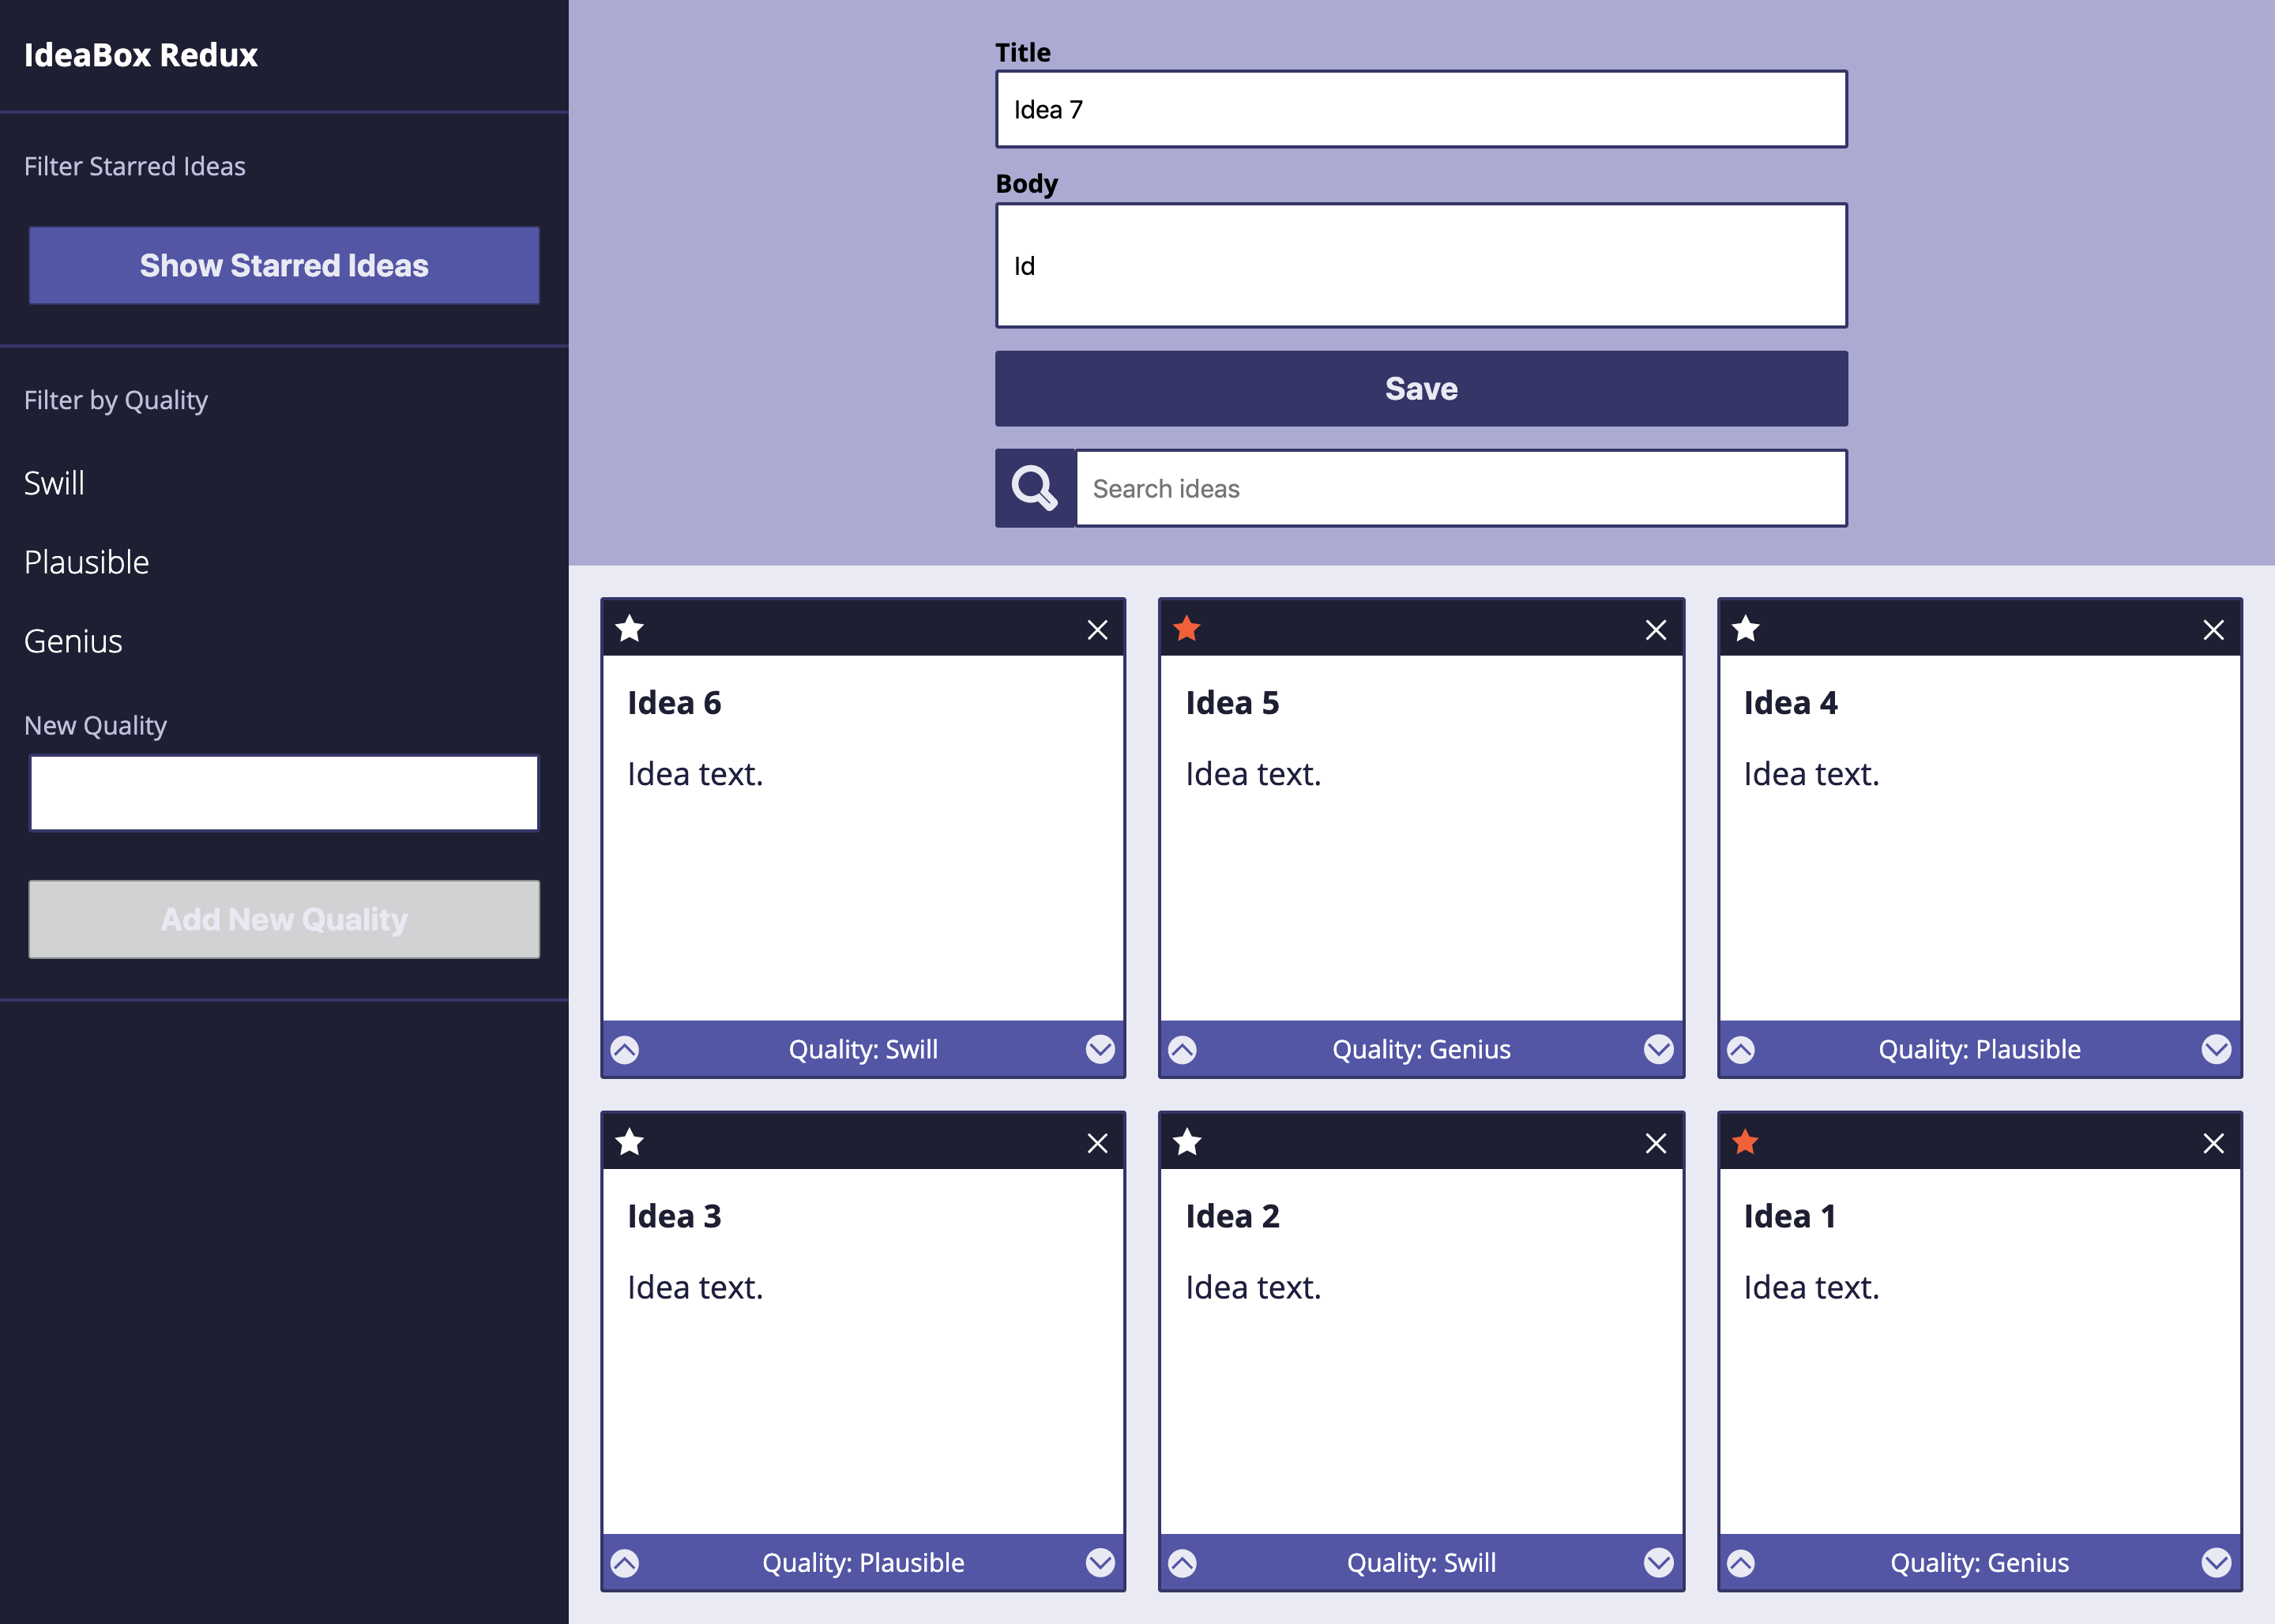 IdeaBox Redux
Filter Starred Ideas
Show Starred Ideas
Filter by Quality
Swill
Plausible
Genius
New Quality
Add New Quality
Title
Idea 7
Body
Id
Save
Search ideas
Idea 6
Idea text.
Quality: Swill
Idea 5
Idea text.
Quality: Genius
Idea 4
Idea text.
Quality: Plausible
Idea 3
Idea text.
Quality: Plausible
Idea 2
Idea text.
Quality: Swill
Idea 1
Idea text.
Quality: Genius